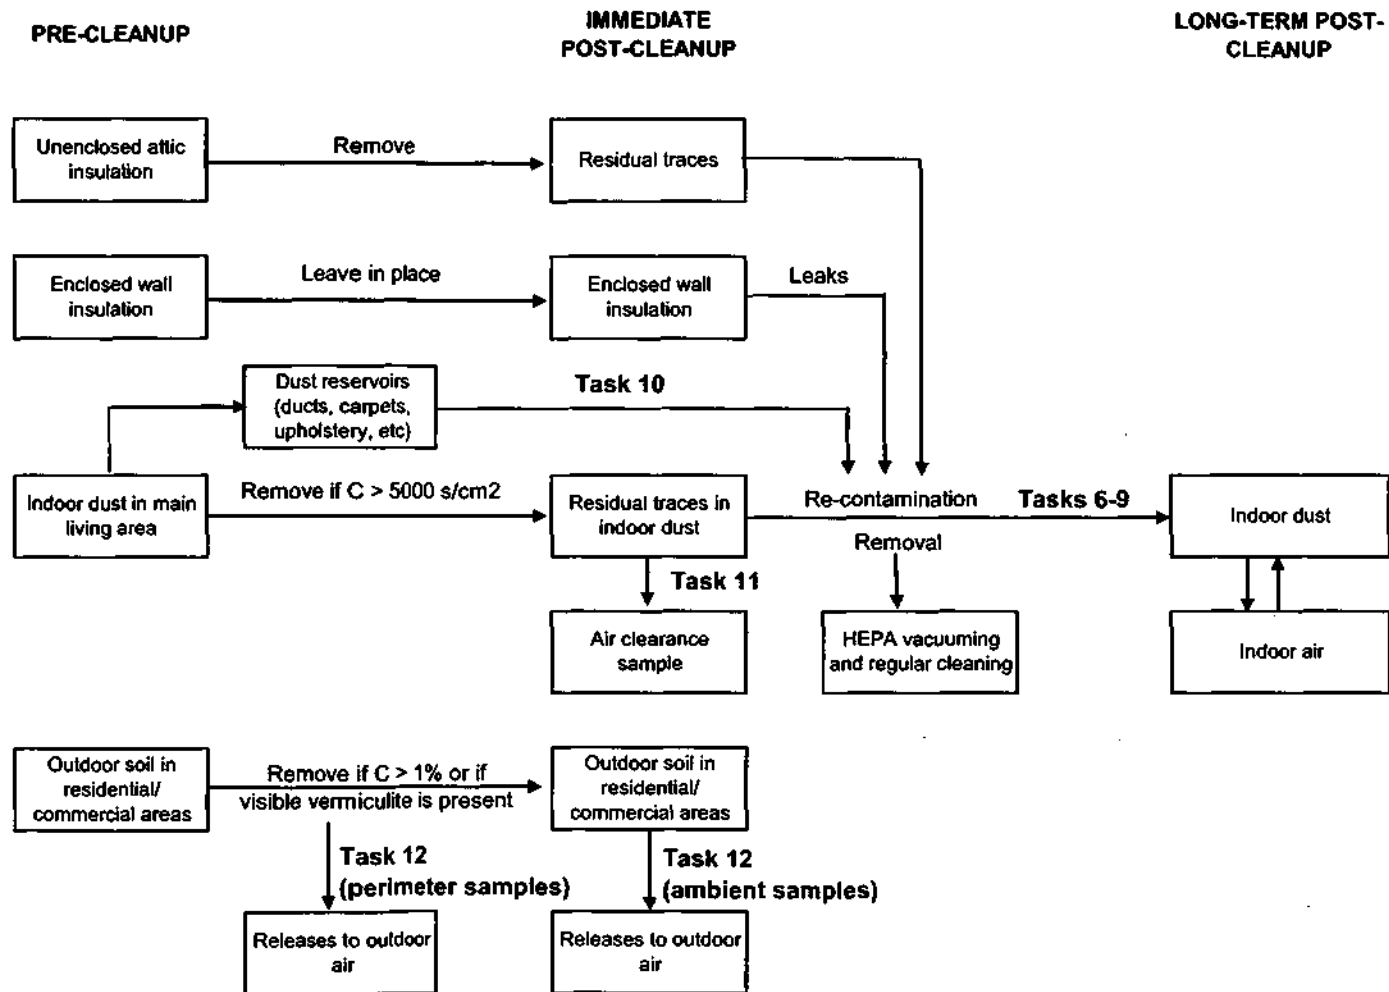 PRE-CLEANUP
IMMEDIATE
POST-CLEANUP
LONG-TERM POST-
CLEANUP
Unenclosed attic
insulation
Remove
Residual traces
Enclosed wall
insulation
Leave in place
Enclosed wall
insulation
Leaks
Dust reservoirs
(ducts, carpets,
upholstery, etc)
Task 10
Indoor dust in main
living area
Remove if C > 5000 s/cm2
Residual traces in
indoor dust
Re-contamination
Tasks 6-9
Removal
Indoor dust
Task 11
Air clearance
sample
HEPA vacuuming
and regular cleaning
Indoor air
Outdoor soil in
residential/
commercial areas
Remove if C > 1% or if
visible vermiculite is present
Outdoor soil in
residential/
commercial areas
Task 12
(perimeter samples)
Task 12
(ambient samples)
Releases to outdoor
air
Releases to outdoor
air